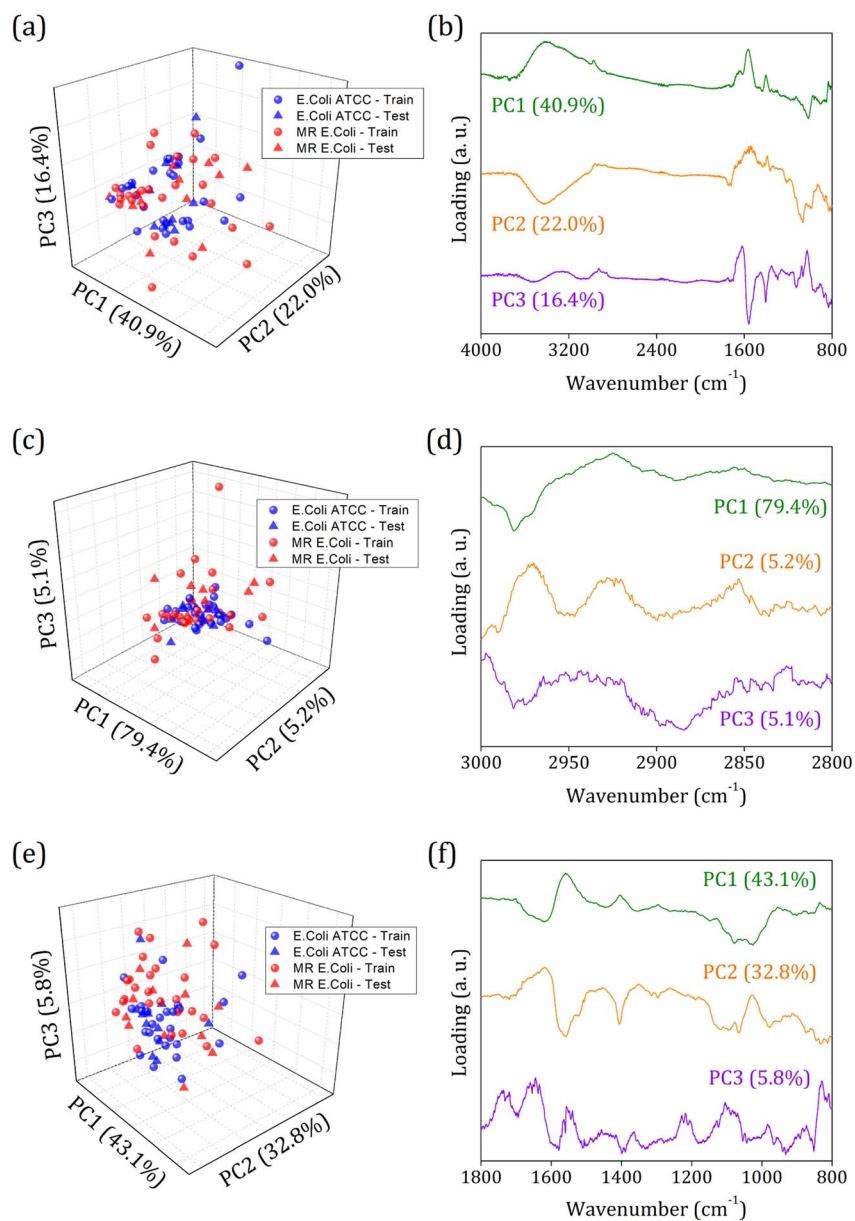 (a)
E.Coli ATCC - Train
E.Coli ATCC - Test
MR E.Coli - Train
MR E.Coli - Test
PC3 (16.4%)
PC1 (40.9%)
PC2 (22.0%)
(b)
PC1 (40.9%)
PC2 (22.0%)
PC3 (16.4%)
Loading (a. u.)
4000 3200 2400 1600 800
Wavenumber (cm⁻¹)
(c)
E.Coli ATCC - Train
E.Coli ATCC - Test
MR E.Coli - Train
MR E.Coli - Test
PC3 (5.1%)
PC1 (79.4%)
PC2 (5.2%)
(d)
PC1 (79.4%)
PC2 (5.2%)
PC3 (5.1%)
Loading (a. u.)
3000 2950 2900 2850 2800
Wavenumber (cm⁻¹)
(e)
E.Coli ATCC - Train
E.Coli ATCC - Test
MR E.Coli - Train
MR E.Coli - Test
PC3 (5.8%)
PC1 (43.1%)
PC2 (32.8%)
(f)
PC1 (43.1%)
PC2 (32.8%)
PC3 (5.8%)
Loading (a. u.)
1800 1600 1400 1200 1000 800
Wavenumber (cm⁻¹)